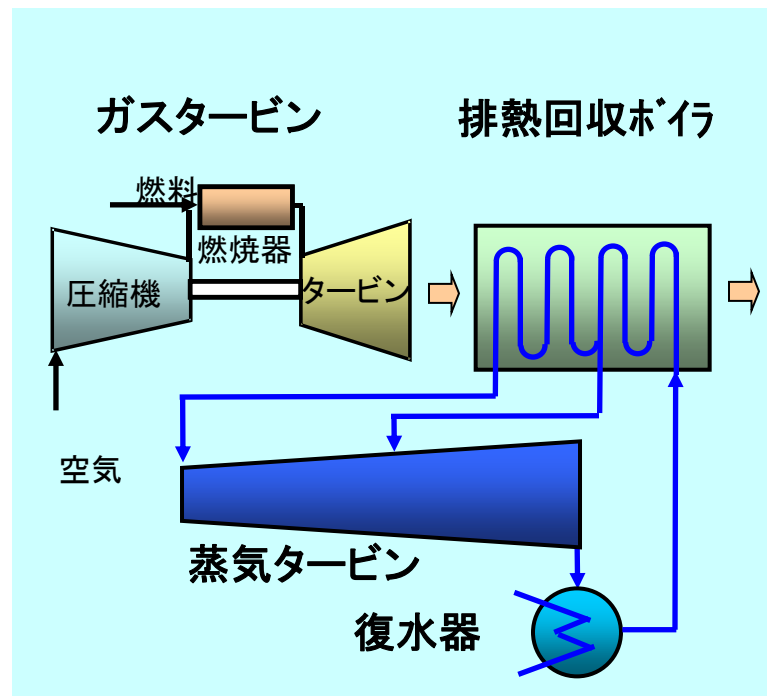 ガスタービン
排熱回収ﾎﾞｲﾗ
燃料
燃焼器
圧縮機
タービン
空気
蒸気タービン
復水器